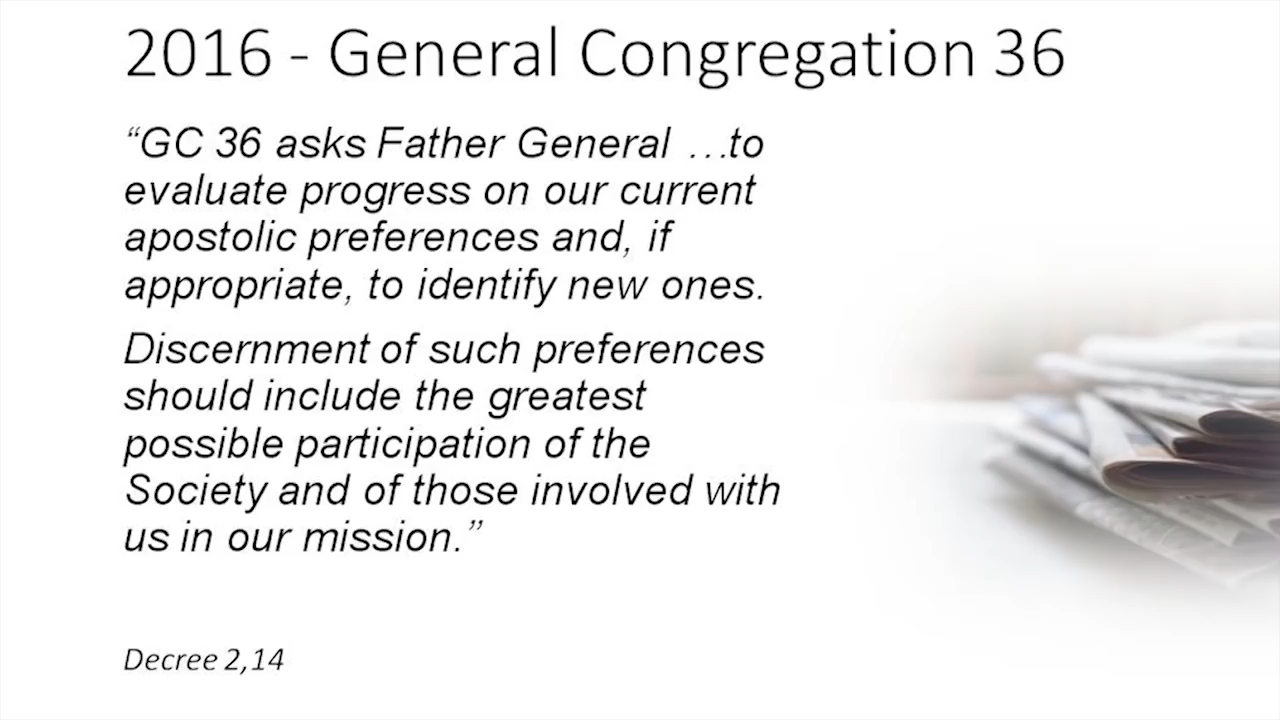 2016 - General Congregation 36
“GC 36 asks Father General …to
evaluate progress on our current
apostolic preferences and, if
appropriate, to identify new ones.
Discernment of such preferences
should include the greatest
possible participation of the
Society and of those involved with
us in our mission.”
Decree 2,14